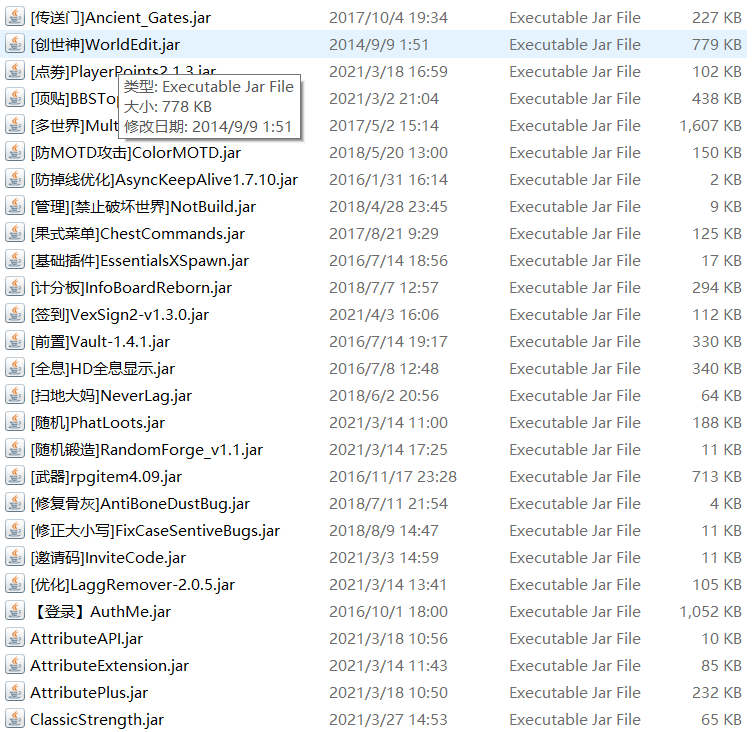 [传送门]Ancient_Gates.jar 2017/10/4 19:34 Executable Jar File 227 KB
[创世神]WorldEdit.jar 2014/9/9 1:51 Executable Jar File 779 KB
[点券]PlayerPoints2.1.3.jar 2021/3/18 16:59 Executable Jar File 102 KB
类型: Executable Jar File
[顶贴]BBSTop 2021/3/2 21:04 Executable Jar File 438 KB
大小: 778 KB
[多世界]Mult 2017/5/2 15:14 Executable Jar File 1,607 KB
修改日期: 2014/9/9 1:51
[防MOTD攻击]ColorMOTD.jar 2018/5/20 13:00 Executable Jar File 150 KB
[防掉线优化]AsyncKeepAlive1.7.10.jar 2016/1/31 16:14 Executable Jar File 2 KB
[管理][禁止破坏世界]NotBuild.jar 2018/4/28 23:45 Executable Jar File 9 KB
[果式菜单]ChestCommands.jar 2017/8/21 9:29 Executable Jar File 125 KB
[基础插件]EssentialsXSpawn.jar 2016/7/14 18:56 Executable Jar File 17 KB
[计分板]InfoBoardReborn.jar 2018/7/7 12:57 Executable Jar File 294 KB
[签到]VexSign2-v1.3.0.jar 2021/4/3 16:06 Executable Jar File 112 KB
[前置]Vault-1.4.1.jar 2016/7/14 19:17 Executable Jar File 330 KB
[全息]HD全息显示.jar 2016/7/8 12:48 Executable Jar File 340 KB
[扫地大妈]NeverLag.jar 2018/6/2 20:56 Executable Jar File 64 KB
[随机]PhatLoots.jar 2021/3/14 11:00 Executable Jar File 188 KB
[随机锻造]RandomForge_v1.1.jar 2021/3/14 17:25 Executable Jar File 11 KB
[武器]rpgitem4.09.jar 2016/11/17 23:28 Executable Jar File 713 KB
[修复骨灰]AntiBoneDustBug.jar 2018/7/11 21:54 Executable Jar File 4 KB
[修正大小写]FixCaseSentiveBugs.jar 2018/8/9 14:47 Executable Jar File 11 KB
[邀请码]InviteCode.jar 2021/3/3 14:59 Executable Jar File 11 KB
[优化]LaggRemover-2.0.5.jar 2021/3/14 13:41 Executable Jar File 105 KB
【登录】AuthMe.jar 2016/10/1 18:00 Executable Jar File 1,052 KB
AttributeAPI.jar 2021/3/18 10:56 Executable Jar File 10 KB
AttributeExtension.jar 2021/3/14 11:43 Executable Jar File 85 KB
AttributePlus.jar 2021/3/18 10:50 Executable Jar File 232 KB
ClassicStrength.jar 2021/3/27 14:53 Executable Jar File 65 KB